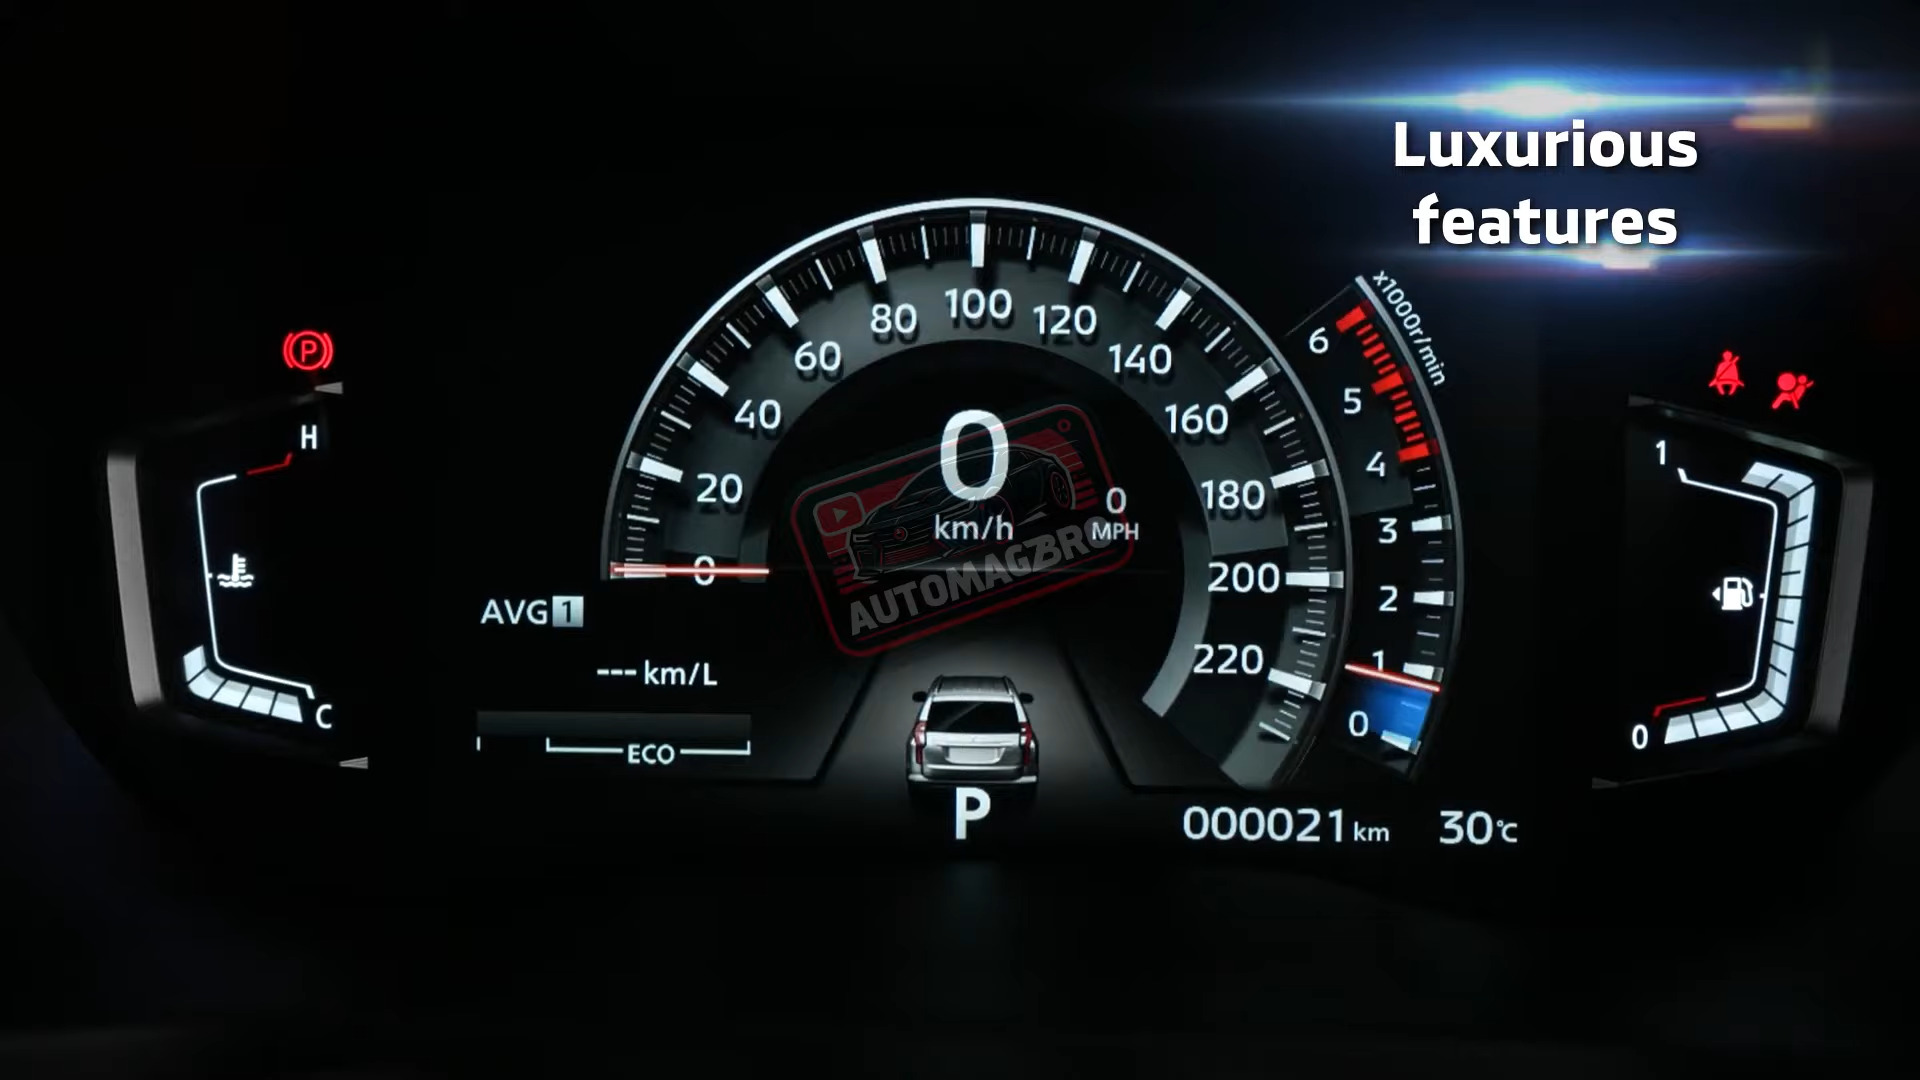 Luxurious
features
x1000r/min
0
20
40
60
80
100
120
140
160
180
200
220
6
5
4
3
2
1
0
P
H
C
0
km/h
0
MPH
AUTOMAGZBRO
AVG 1
--- km/L
ECO
P
000021 km
30°C
1
0